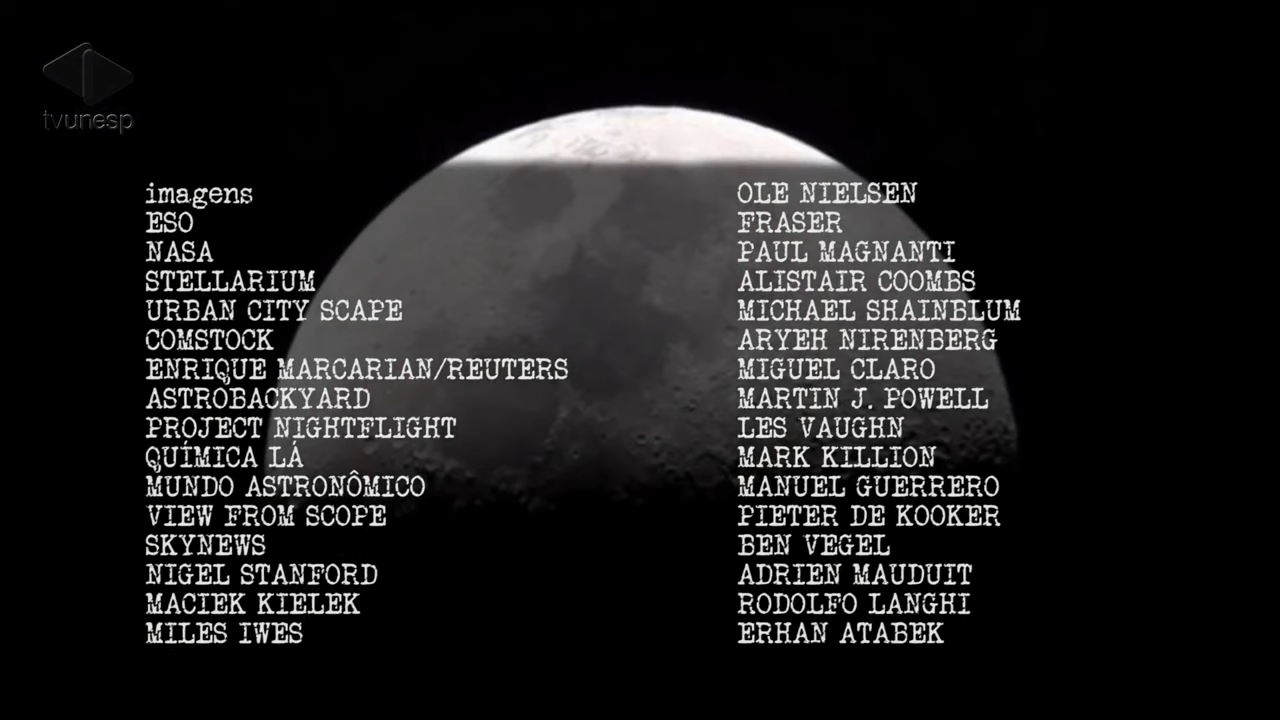 tvunesp
imagens
ESO
NASA
STELLARIUM
URBAN CITY SCAPE
COMSTOCK
ENRIQUE MARCARIAN/REUTERS
ASTROBACKYARD
PROJECT NIGHTFLIGHT
QUÍMICA LÁ
MUNDO ASTRONÔMICO
VIEW FROM SCOPE
SKYNEWS
NIGEL STANFORD
MACIEK KIELEK
MILES IWES
OLE NIELSEN
FRASER
PAUL MAGNANTI
ALISTAIR COOMBS
MICHAEL SHAINBLUM
ARYEH NIRENBERG
MIGUEL CLARO
MARTIN J. POWELL
LES VAUGHN
MARK KILLION
MANUEL GUERRERO
PIETER DE KOOKER
BEN VEGEL
ADRIEN MAUDUIT
RODOLFO LANGHI
ERHAN ATABEK